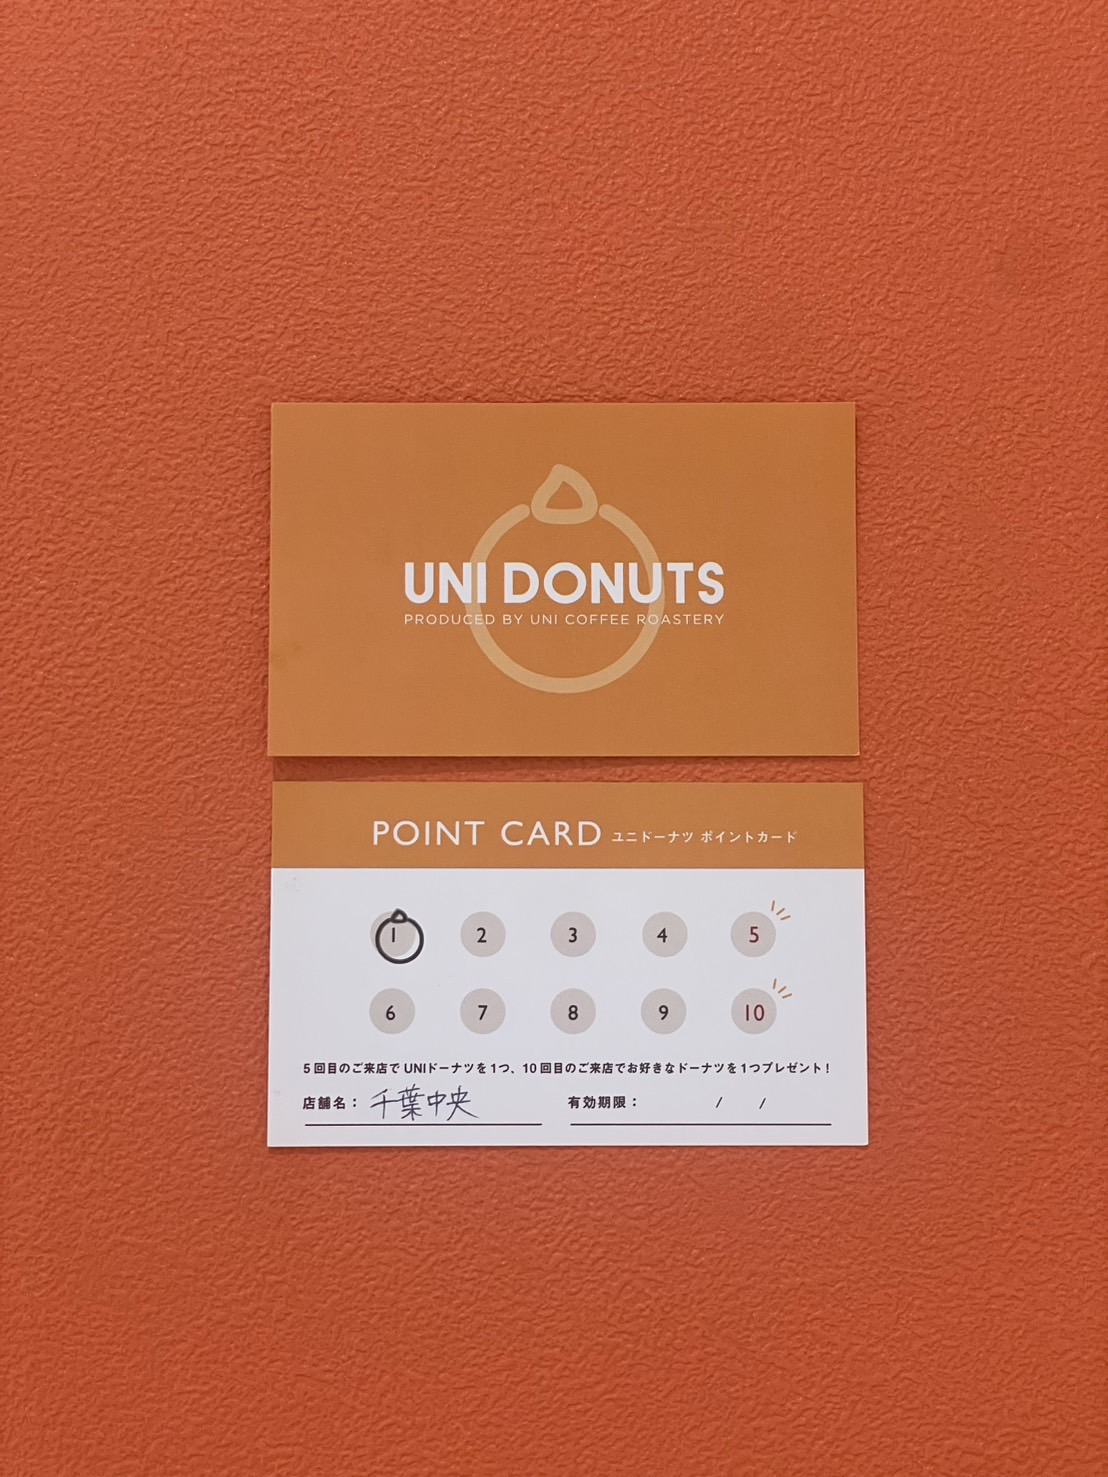 UNI DONUTS
PRODUCED BY UNI COFFEE ROASTERY
POINT CARD ユニドーナツ ポイントカード
1 2 3 4 5
6 7 8 9 10
5回目のご来店でUNIドーナツを1つ、10回目のご来店でお好きなドーナツを1つプレゼント！
店舗名： 千葉中央 有効期限： / /